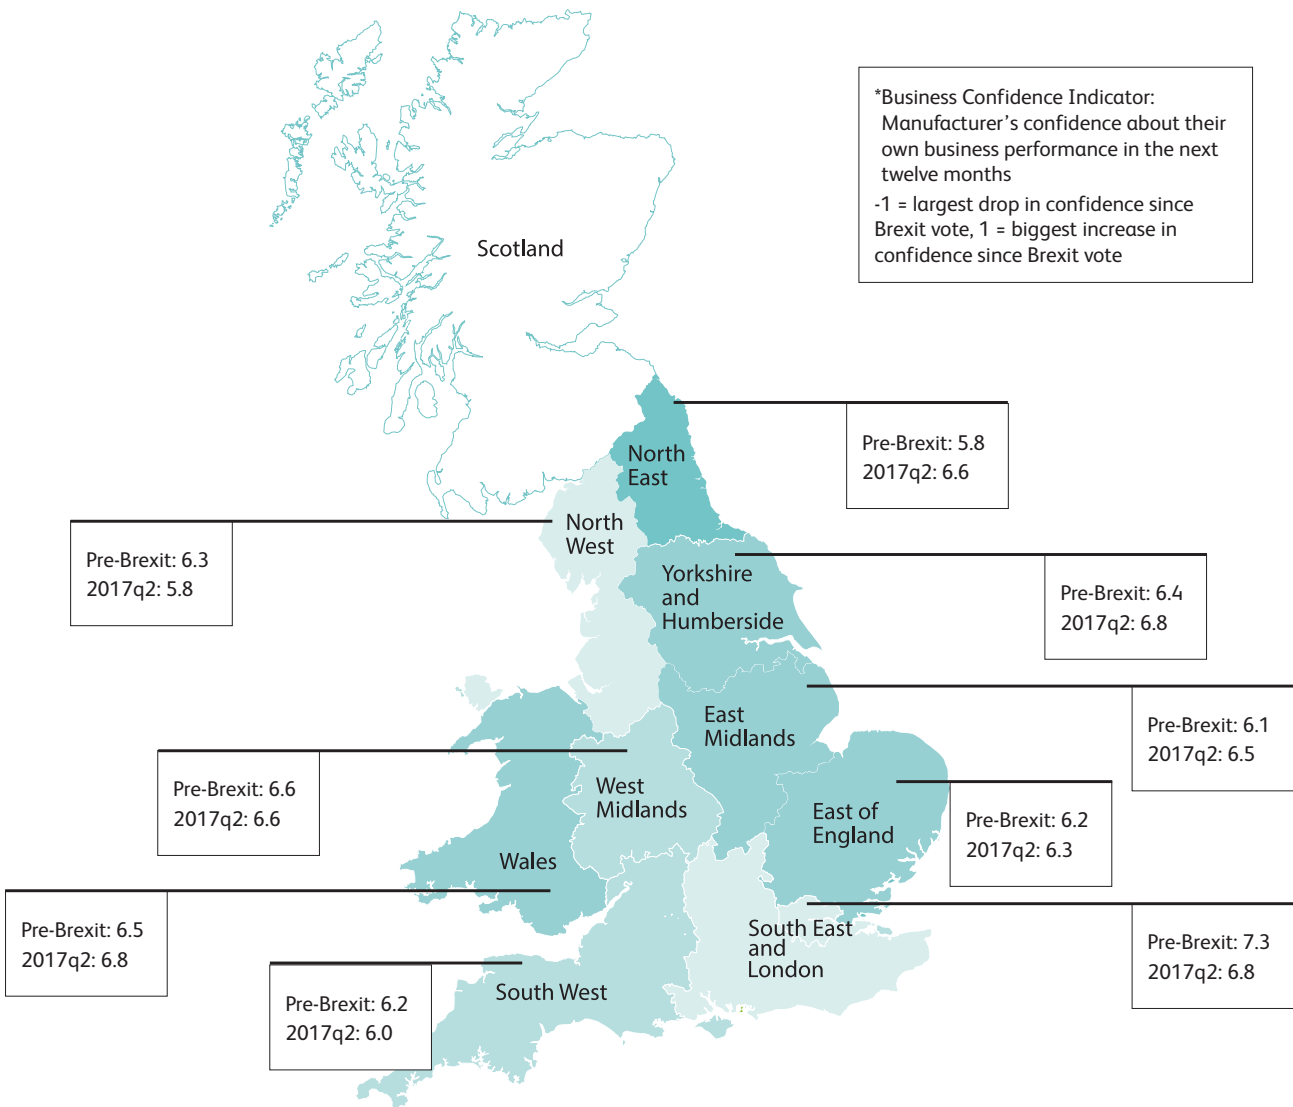 *Business Confidence Indicator:
Manufacturer’s confidence about their
own business performance in the next
twelve months
-1 = largest drop in confidence since
Brexit vote, 1 = biggest increase in
confidence since Brexit vote
Scotland
North
East
Pre-Brexit: 5.8
2017q2: 6.6
North
West
Pre-Brexit: 6.3
2017q2: 5.8
Yorkshire
and
Humberside
Pre-Brexit: 6.4
2017q2: 6.8
East
Midlands
Pre-Brexit: 6.1
2017q2: 6.5
West
Midlands
Pre-Brexit: 6.6
2017q2: 6.6
East of
England
Pre-Brexit: 6.2
2017q2: 6.3
Wales
Pre-Brexit: 6.5
2017q2: 6.8
South East
and
London
Pre-Brexit: 7.3
2017q2: 6.8
South West
Pre-Brexit: 6.2
2017q2: 6.0